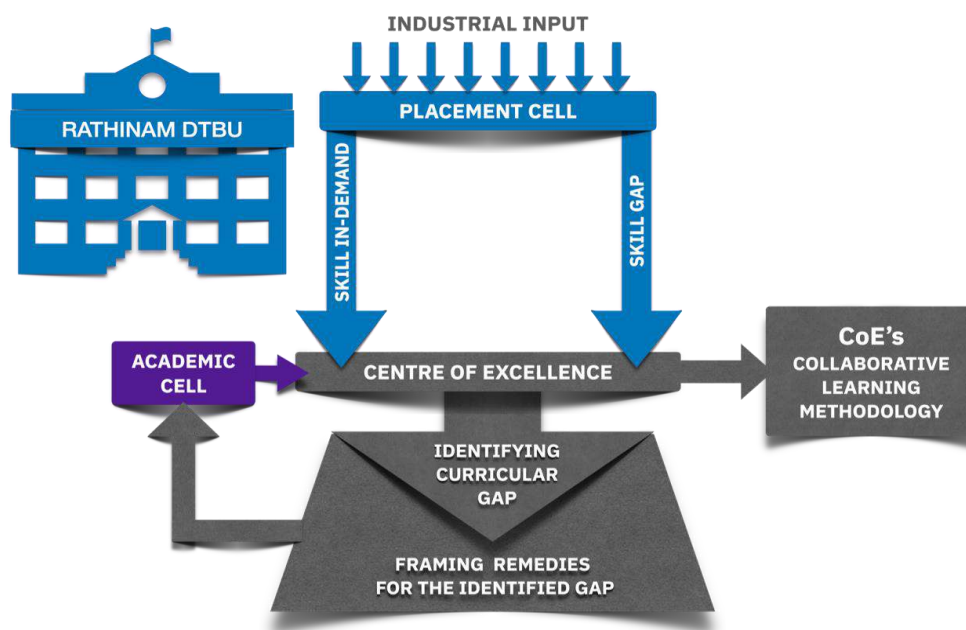 INDUSTRIAL INPUT
PLACEMENT CELL
RATHINAM DTBU
SKILL IN-DEMAND
SKILL GAP
ACADEMIC
CELL
CENTRE OF EXCELLENCE
CoE's
COLLABORATIVE
LEARNING
METHODOLOGY
IDENTIFYING
CURRICULAR
GAP
FRAMING REMEDIES
FOR THE IDENTIFIED GAP